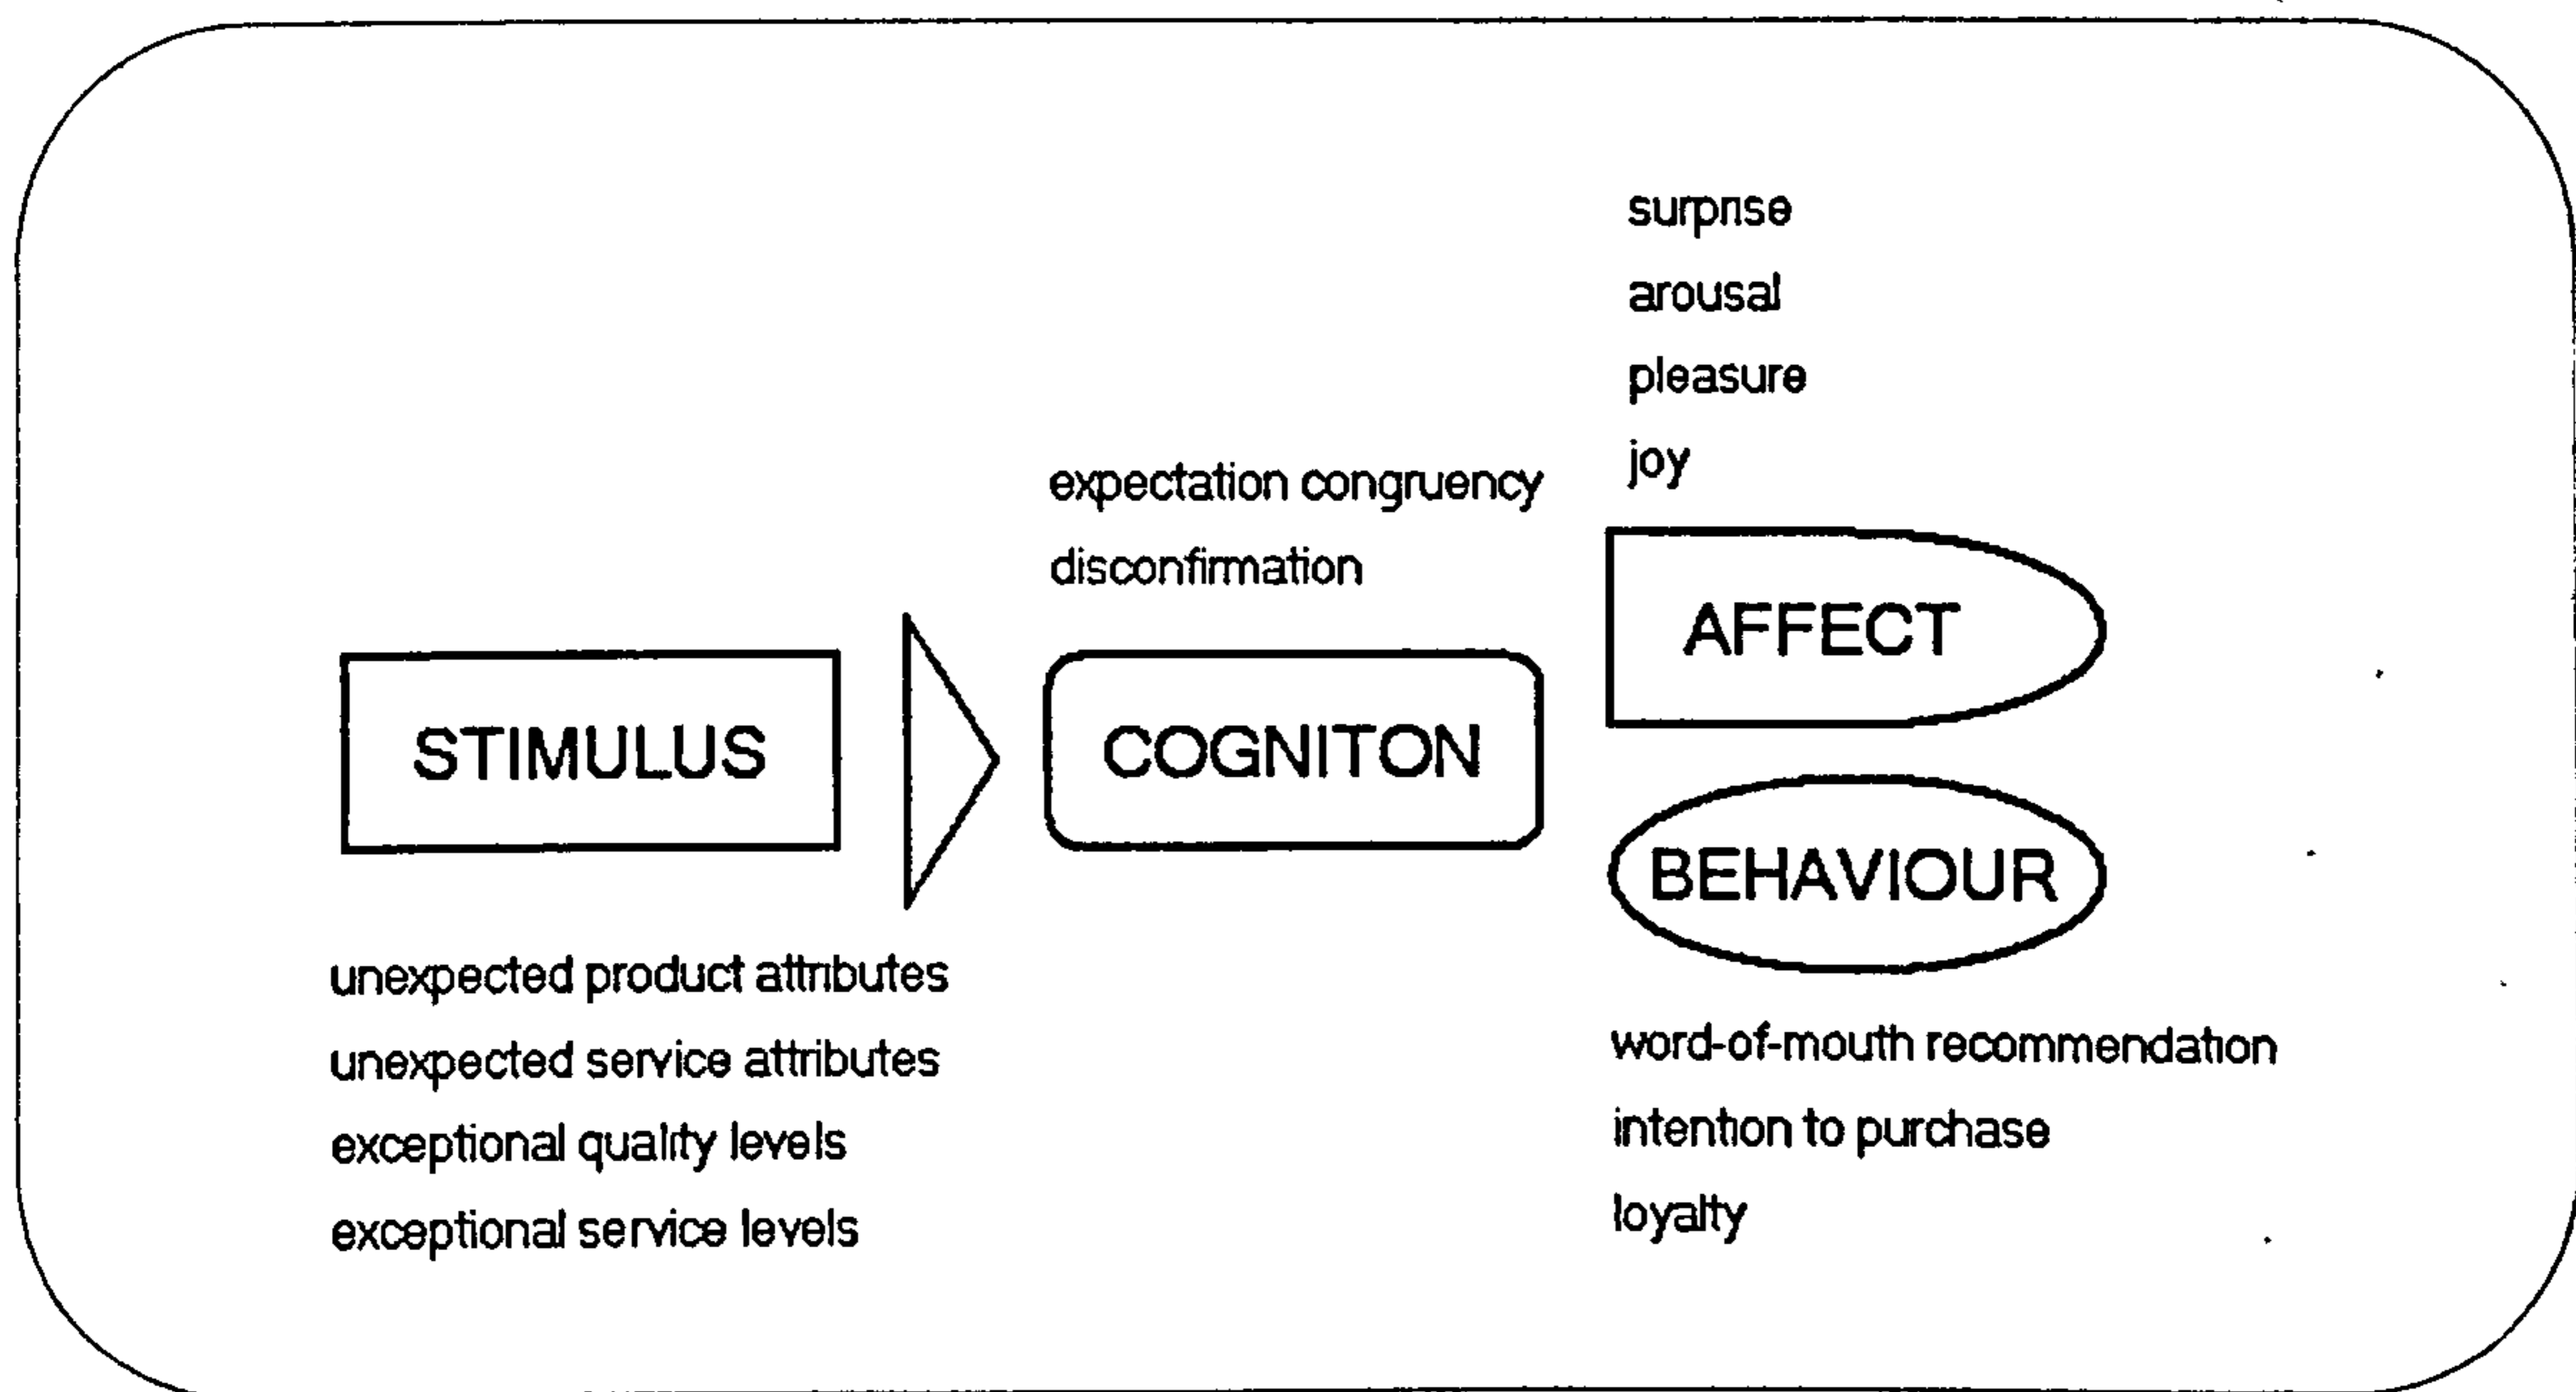 STIMULUS
unexpected product attributes
unexpected service attributes
exceptional quality levels
exceptional service levels
expectation congruency
disconfirmation
COGNITON
surprise
arousal
pleasure
joy
AFFECT
BEHAVIOUR
word-of-mouth recommendation
intention to purchase
loyalty